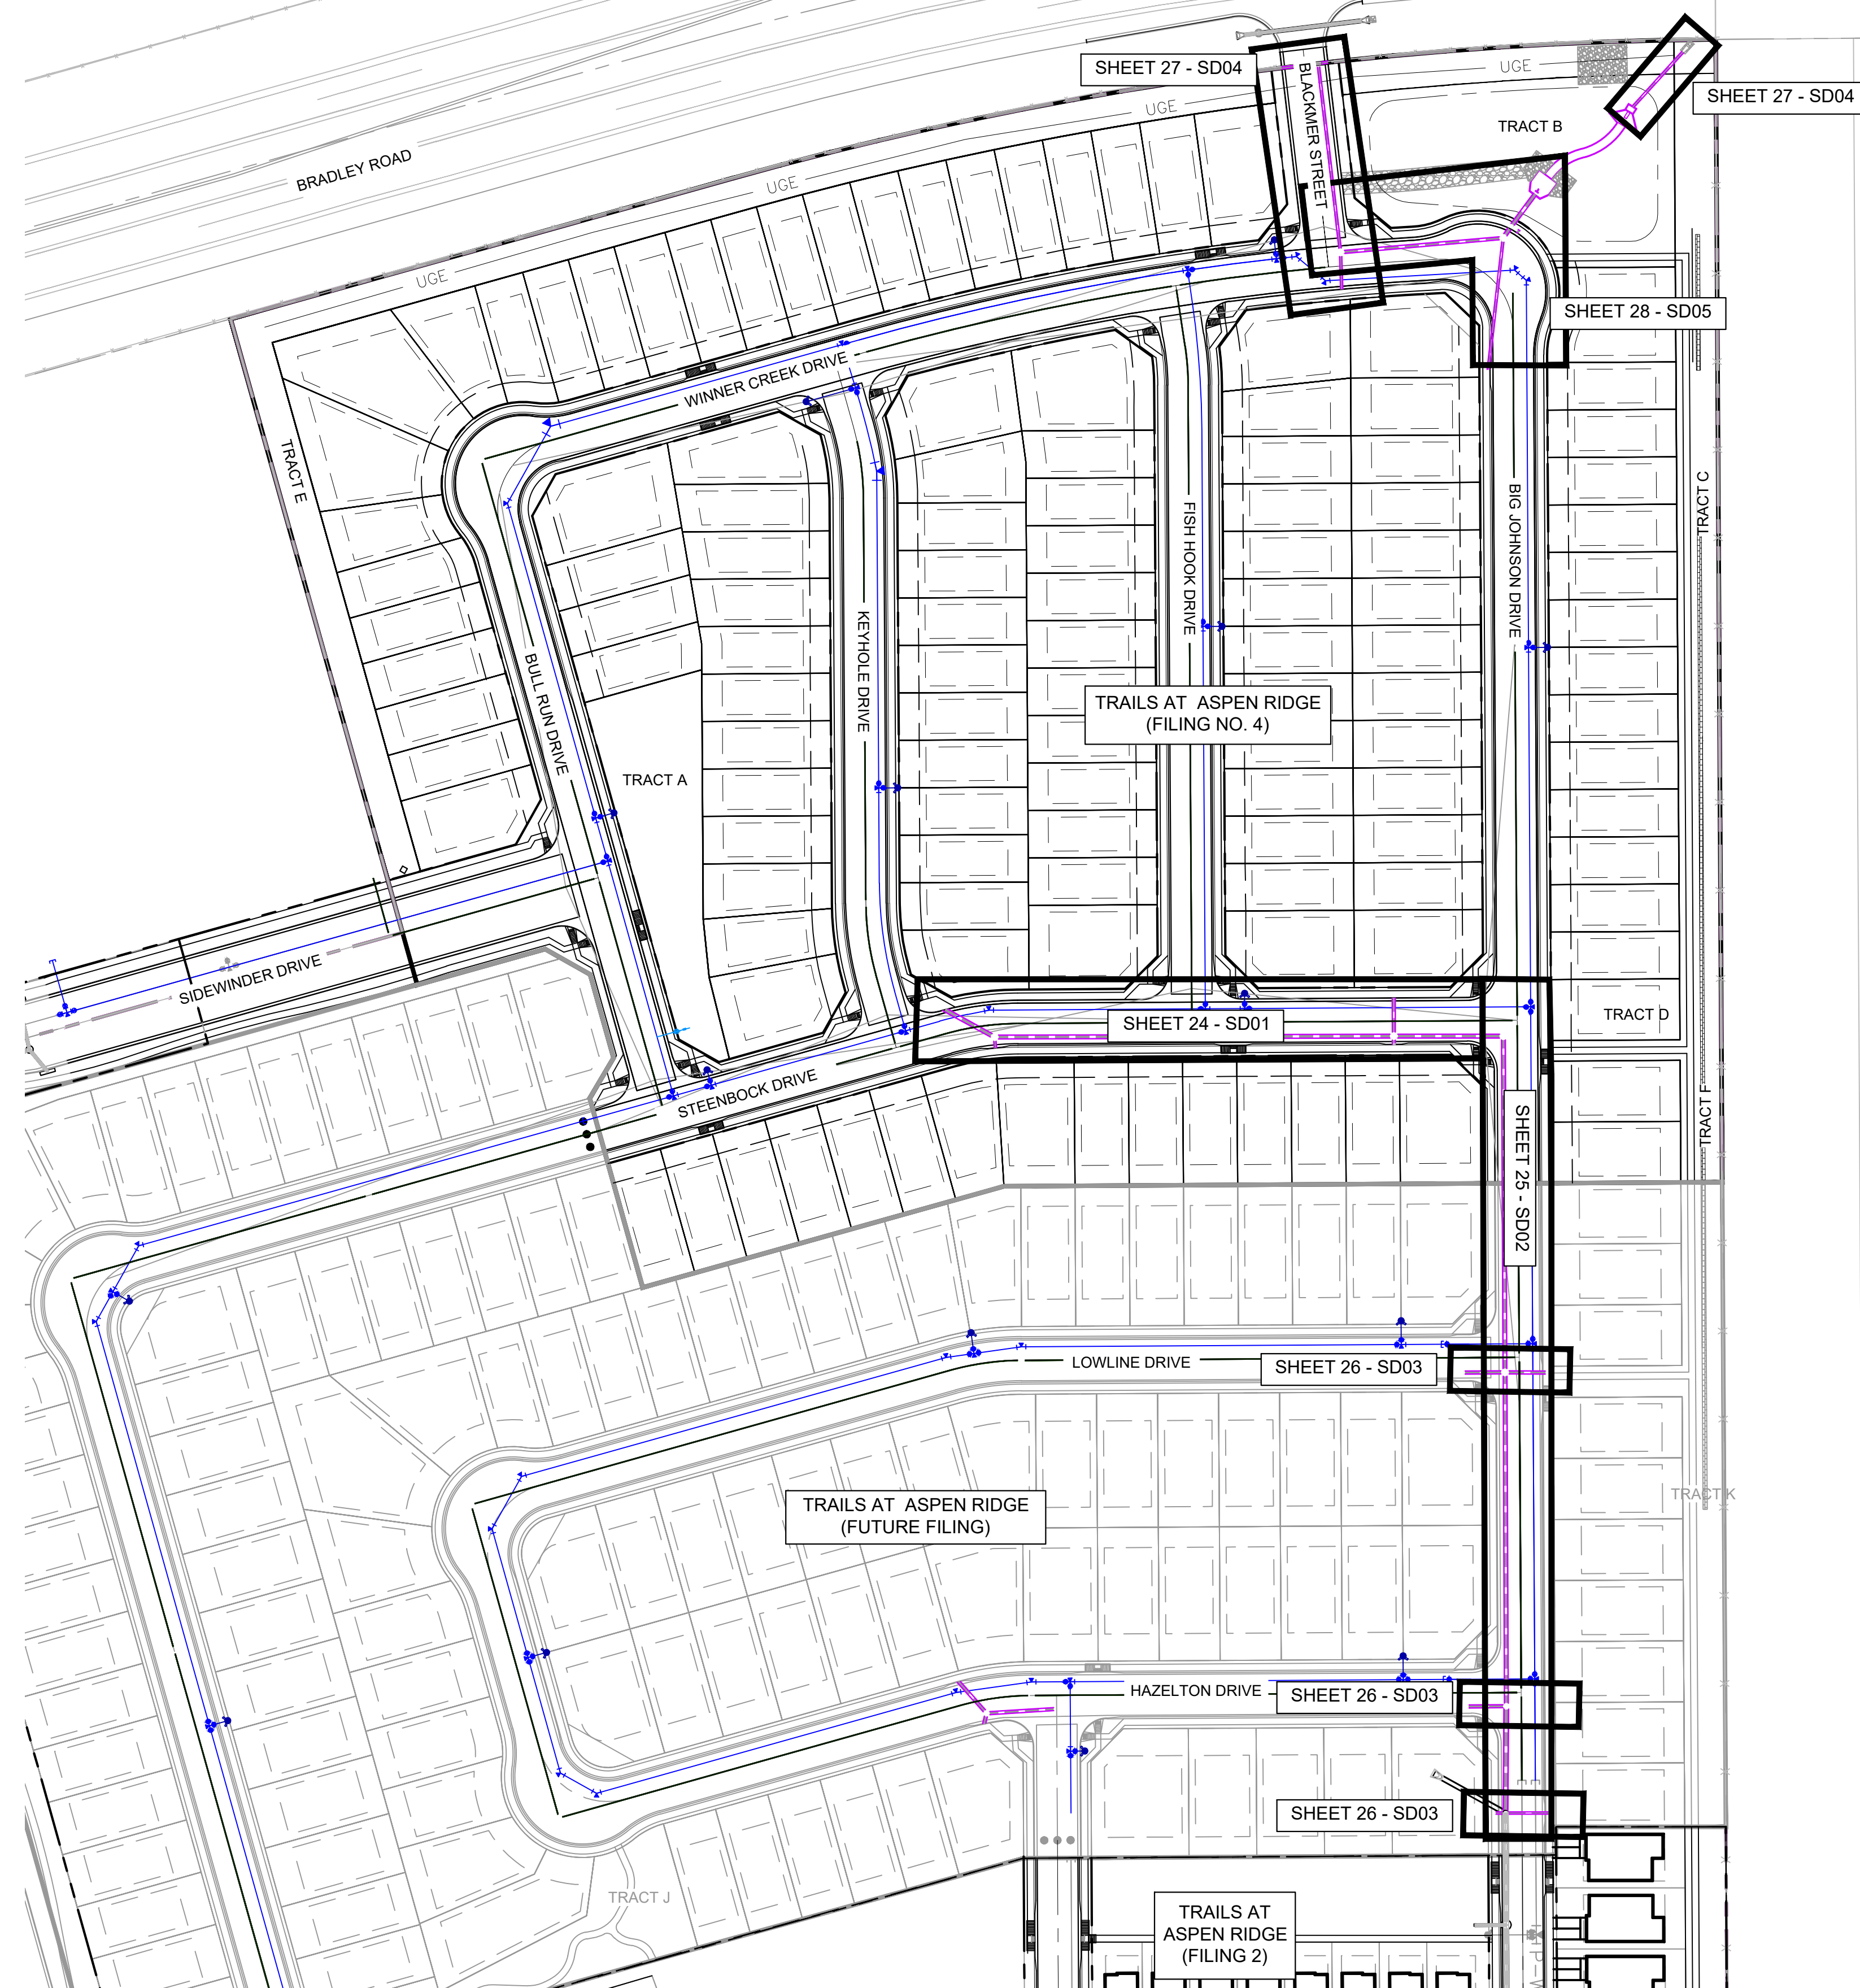 SHEET 27 - SD04
BLACKMER STREET
UGE
SHEET 27 - SD04
UGE
TRACT B
BRADLEY ROAD
UGE
UGE
SHEET 28 - SD05
WINNER CREEK DRIVE
TRACT E
TRACT C
BIG JOHNSON DRIVE
FISH HOOK DRIVE
KEYHOLE DRIVE
BULL RUN DRIVE
TRAILS AT ASPEN RIDGE
(FILING NO. 4)
TRACT A
SIDEWINDER DRIVE
SHEET 24 - SD01
TRACT D
STEENBOCK DRIVE
TRACT F
SHEET 25 - SD02
LOWLINE DRIVE
SHEET 26 - SD03
TRACT K
TRAILS AT ASPEN RIDGE
(FUTURE FILING)
HAZELTON DRIVE
SHEET 26 - SD03
SHEET 26 - SD03
TRACT J
TRAILS AT
ASPEN RIDGE
(FILING 2)